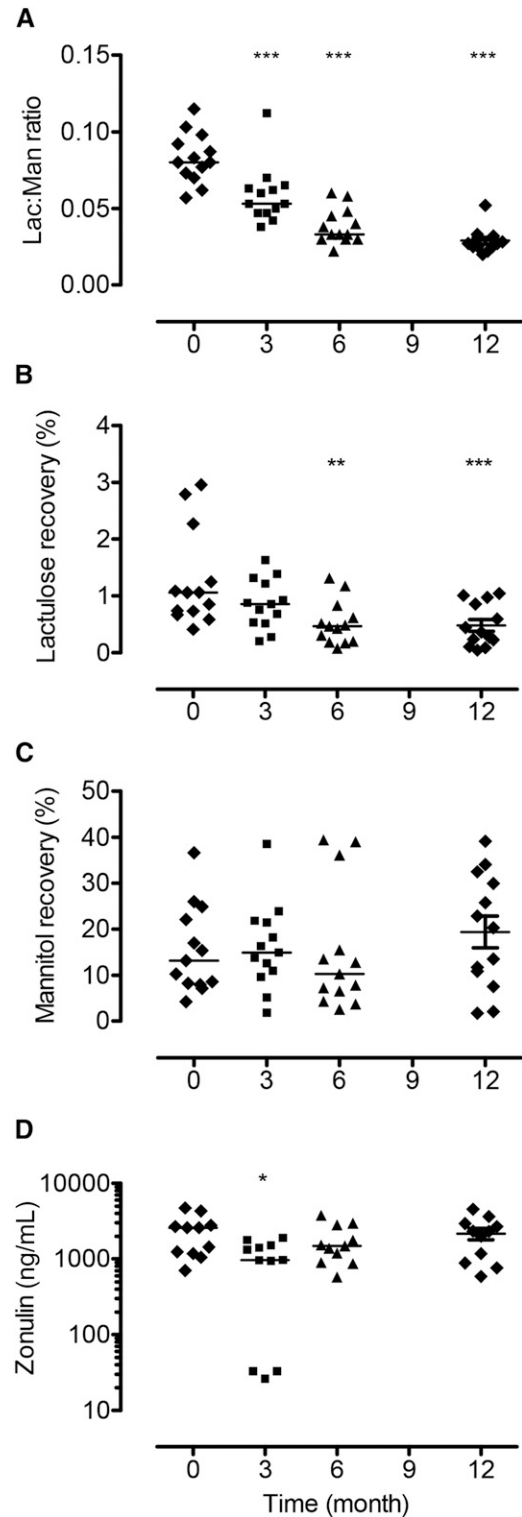 A
Lac:Man ratio
0.15
0.10
0.05
0.00
*** *** ***
0 3 6 9 12
B
Lactulose recovery (%)
4
3
2
1
0
** ***
0 3 6 9 12
C
Mannitol recovery (%)
50
40
30
20
10
0
0 3 6 9 12
D
Zonulin (ng/mL)
10000
1000
100
10
*
0 3 6 9 12
Time (month)